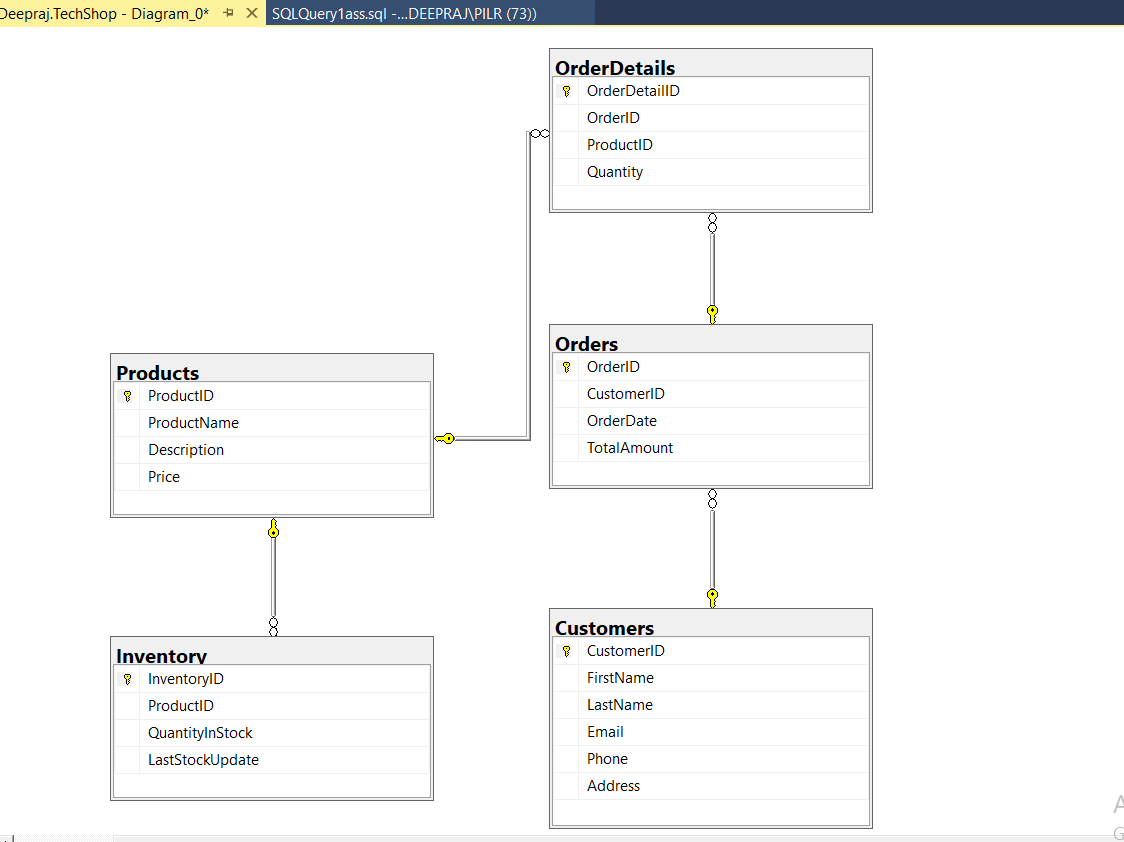 Deepraj.TechShop - Diagram_0*
SQLQuery1ass.sql -...DEEPRAJ\PILR (73))
OrderDetails
OrderDetailID
OrderID
ProductID
Quantity
Orders
OrderID
CustomerID
OrderDate
TotalAmount
Products
ProductID
ProductName
Description
Price
Inventory
InventoryID
ProductID
QuantityInStock
LastStockUpdate
Customers
CustomerID
FirstName
LastName
Email
Phone
Address